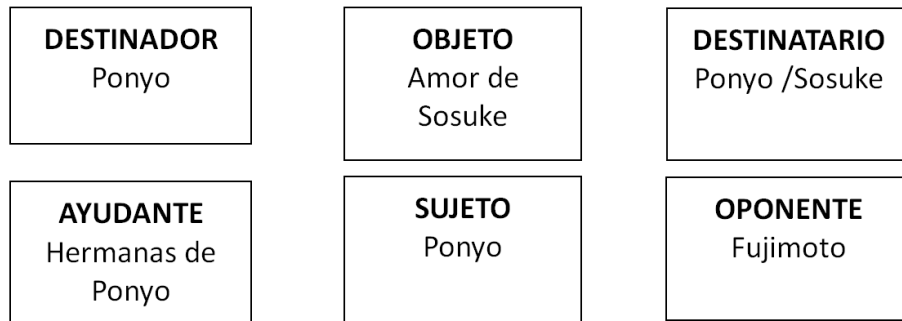 DESTINADOR
Ponyo
OBJETO
Amor de
Sosuke
DESTINATARIO
Ponyo /Sosuke
AYUDANTE
Hermanas de
Ponyo
SUJETO
Ponyo
OPONENTE
Fujimoto